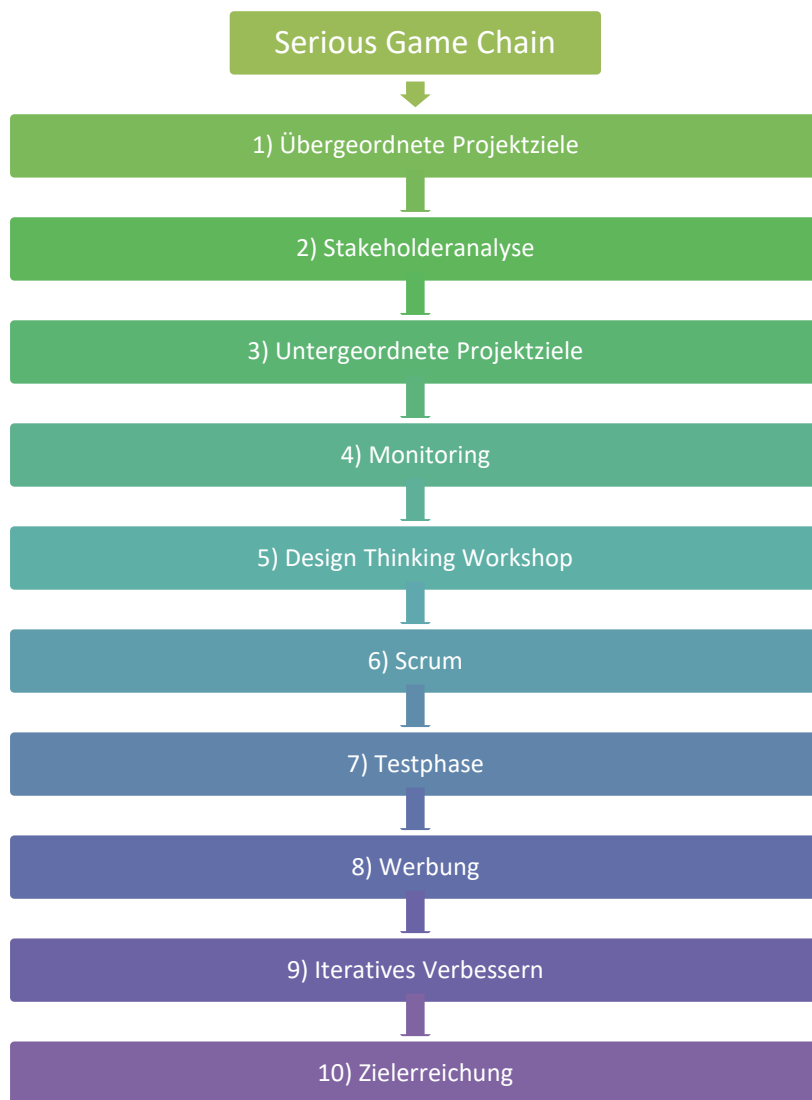 Serious Game Chain
1) Übergeordnete Projektziele
2) Stakeholderanalyse
3) Untergeordnete Projektziele
4) Monitoring
5) Design Thinking Workshop
6) Scrum
7) Testphase
8) Werbung
9) Iteratives Verbessern
10) Zielerreichung